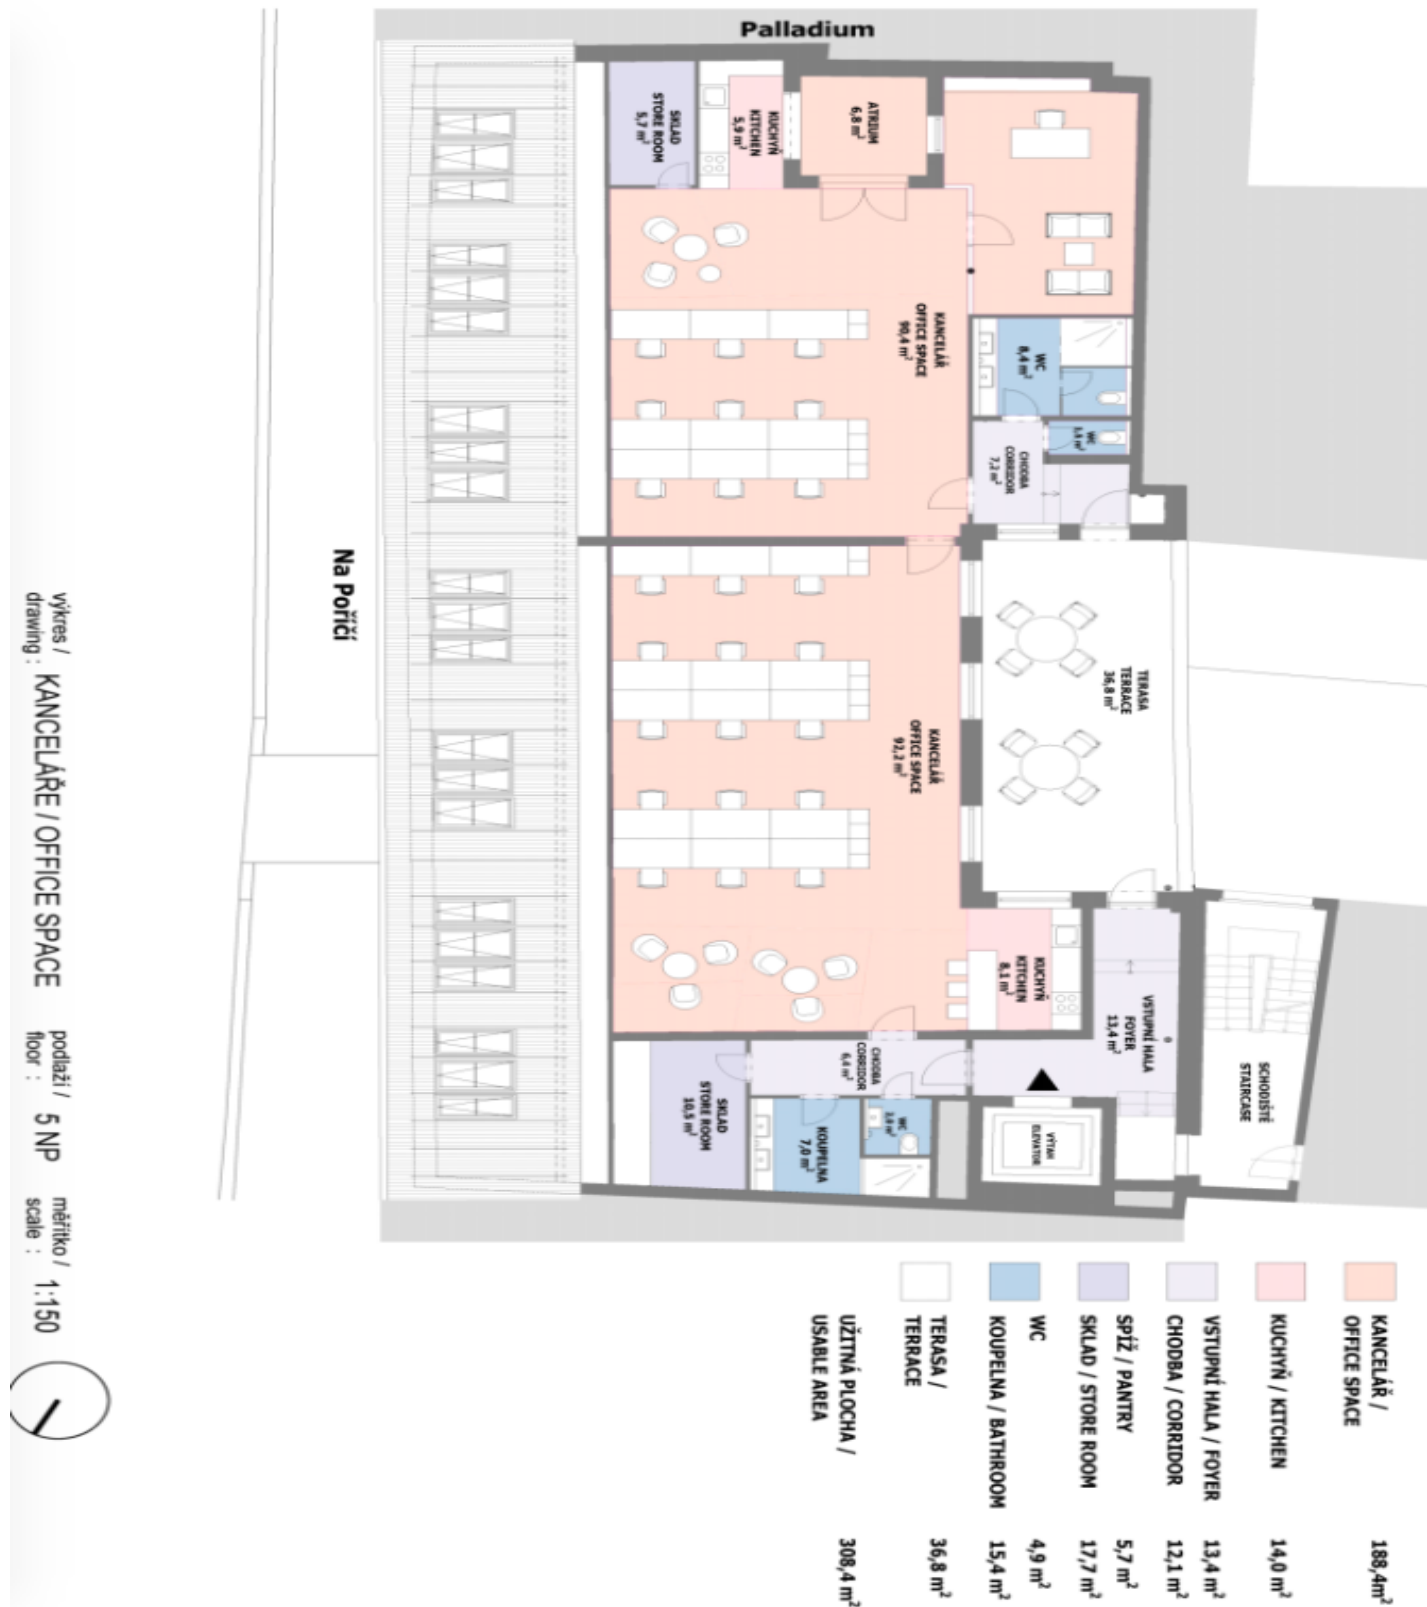 Palladium
SKLAD
STORE ROOM
5,7 m²
KUCHYŇ
KITCHEN
5,9 m²
ATRIUM
6,8 m²
KANCELÁŘ
OFFICE SPACE
90,4 m²
WC
8,4 m²
WC
CHODBA
CORRIDOR
7,2 m²
TERASA
TERRACE
36,8 m²
KANCELÁŘ
OFFICE SPACE
92,2 m²
KUCHYŇ
KITCHEN
8,1 m²
VSTUPNÍ HALA
FOYER
13,4 m²
SCHODIŠTĚ
STAIRCASE
CHODBA
CORRIDOR
6,4 m²
SKLAD
STORE ROOM
10,5 m²
KOUPELNA
7,0 m²
WC
VÝTAH
ELEVATOR
Na Poříčí
výkres /
drawing : KANCELÁŘE / OFFICE SPACE
podlaží /
floor : 5 NP
měřítko /
scale : 1:150
KANCELÁŘ /
OFFICE SPACE 188,4m²
KUCHYŇ / KITCHEN 14,0 m²
VSTUPNÍ HALA / FOYER 13,4 m²
CHODBA / CORRIDOR 12,1 m²
SPÍŽ / PANTRY 5,7 m²
SKLAD / STORE ROOM 17,7 m²
WC 4,9 m²
KOUPELNA / BATHROOM 15,4 m²
TERASA /
TERRACE 36,8 m²
UŽITNÁ PLOCHA /
USABLE AREA 308,4 m²